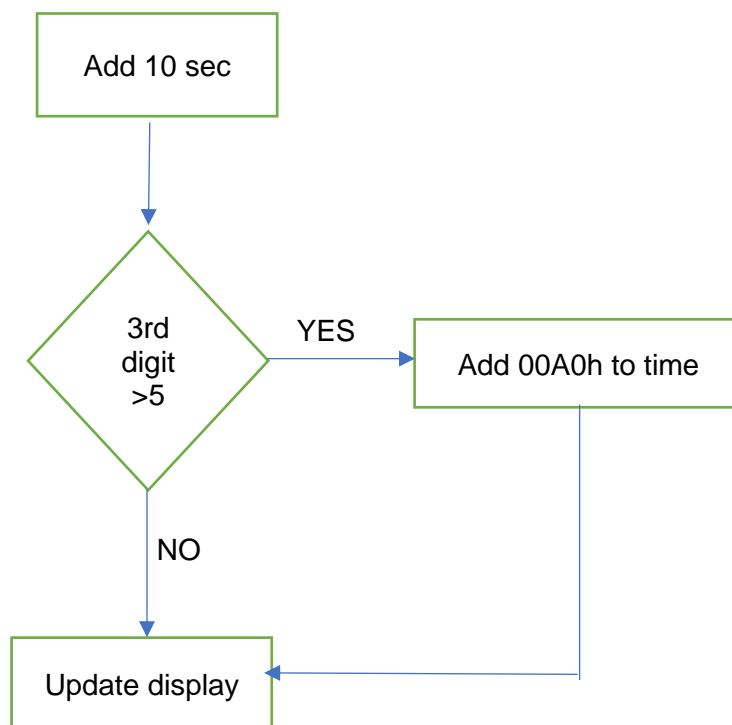 Add 10 sec
3rd
digit
>5
YES
Add 00A0h to time
NO
Update display